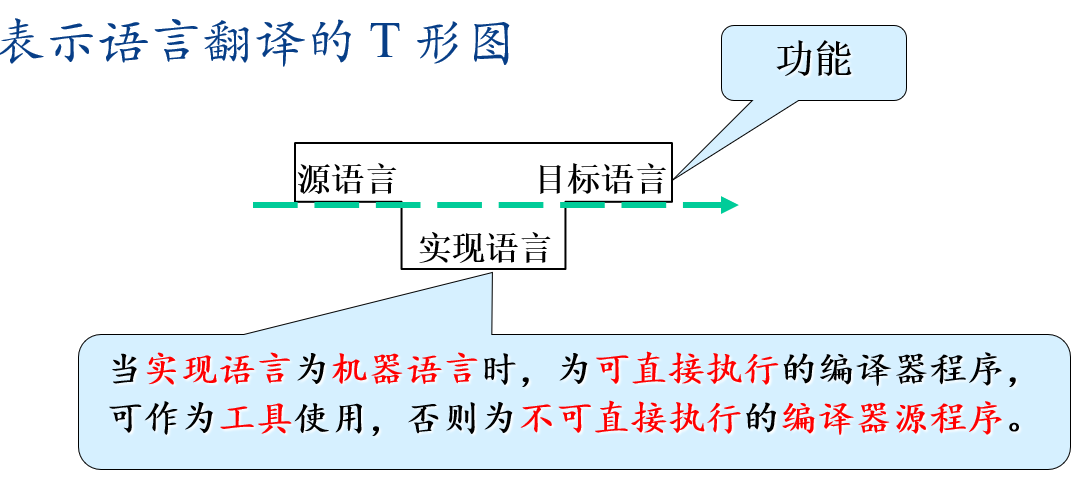 表示语言翻译的 T 形图
功能
源语言 目标语言
实现语言
当实现语言为机器语言时，为可直接执行的编译器程序，
可作为工具使用，否则为不可直接执行的编译器源程序。